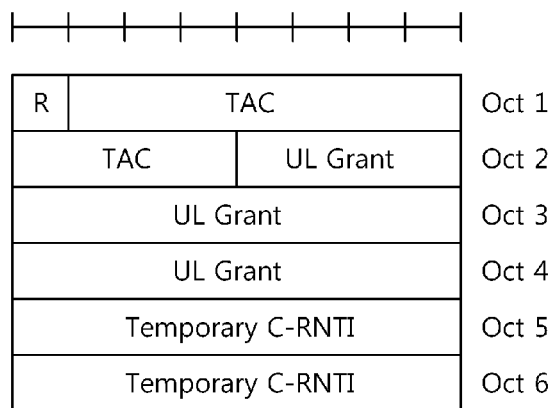 R TAC Oct 1
TAC UL Grant Oct 2
UL Grant Oct 3
UL Grant Oct 4
Temporary C-RNTI Oct 5
Temporary C-RNTI Oct 6